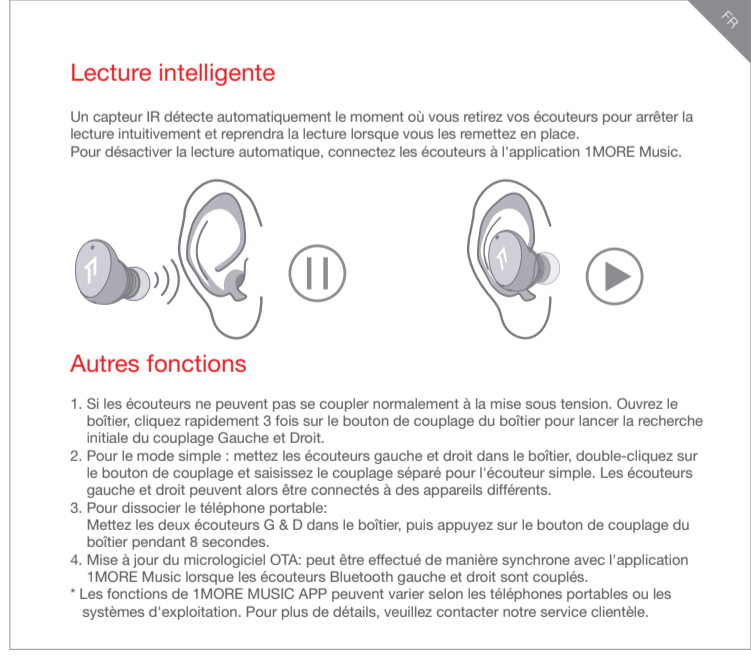 FR
Lecture intelligente
Un capteur IR détecte automatiquement le moment où vous retirez vos écouteurs pour arrêter la
lecture intuitivement et reprendra la lecture lorsque vous les remettez en place.
Pour désactiver la lecture automatique, connectez les écouteurs à l'application 1MORE Music.
Autres fonctions
1. Si les écouteurs ne peuvent pas se coupler normalement à la mise sous tension. Ouvrez le
boîtier, cliquez rapidement 3 fois sur le bouton de couplage du boîtier pour lancer la recherche
initiale du couplage Gauche et Droit.
2. Pour le mode simple : mettez les écouteurs gauche et droit dans le boîtier, double-cliquez sur
le bouton de couplage et saisissez le couplage séparé pour l'écouteur simple. Les écouteurs
gauche et droit peuvent alors être connectés à des appareils différents.
3. Pour dissocier le téléphone portable:
Mettez les deux écouteurs G & D dans le boîtier, puis appuyez sur le bouton de couplage du
boîtier pendant 8 secondes.
4. Mise à jour du micrologiciel OTA: peut être effectué de manière synchrone avec l'application
1MORE Music lorsque les écouteurs Bluetooth gauche et droit sont couplés.
* Les fonctions de 1MORE MUSIC APP peuvent varier selon les téléphones portables ou les
systèmes d'exploitation. Pour plus de détails, veuillez contacter notre service clientèle.